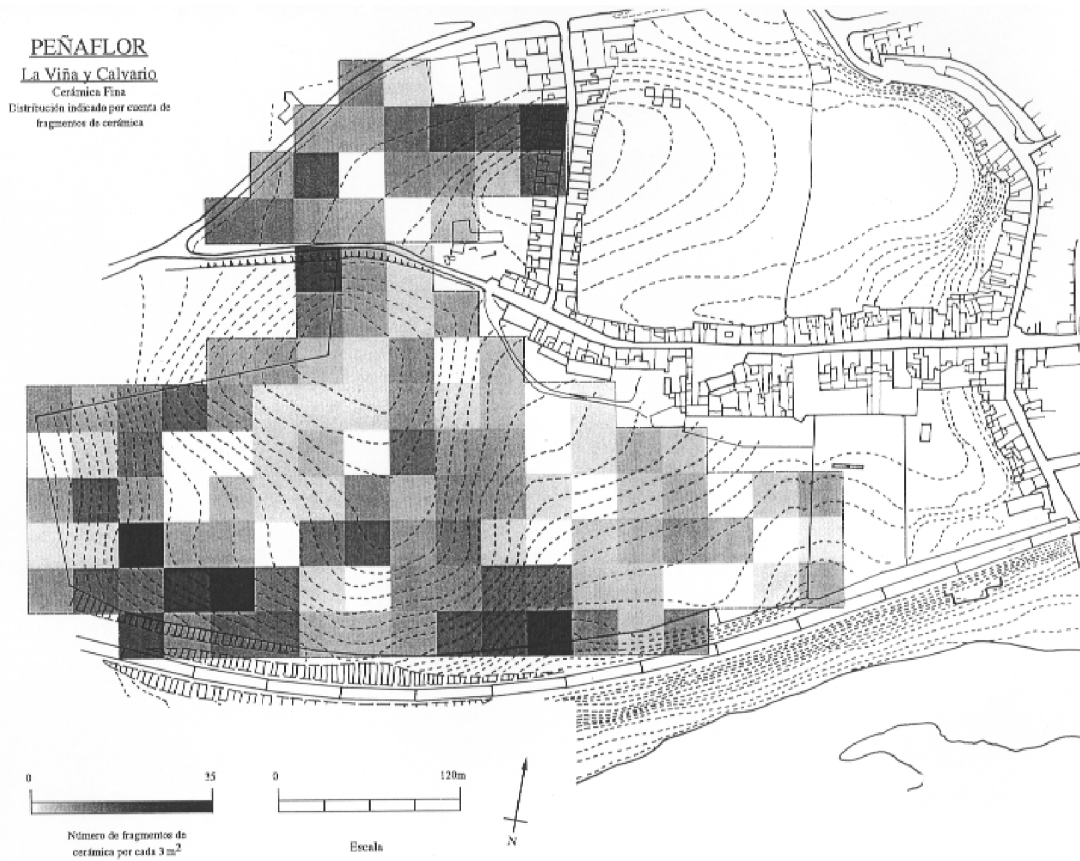 PEÑAFLOR
La Viña y Calvario
Cerámica Fina
Distribución indicado por cuenta de
fragmentos de cerámica
0 35
Número de fragmentos de
cerámica por cada 3 m²
0 120m
Escala
N